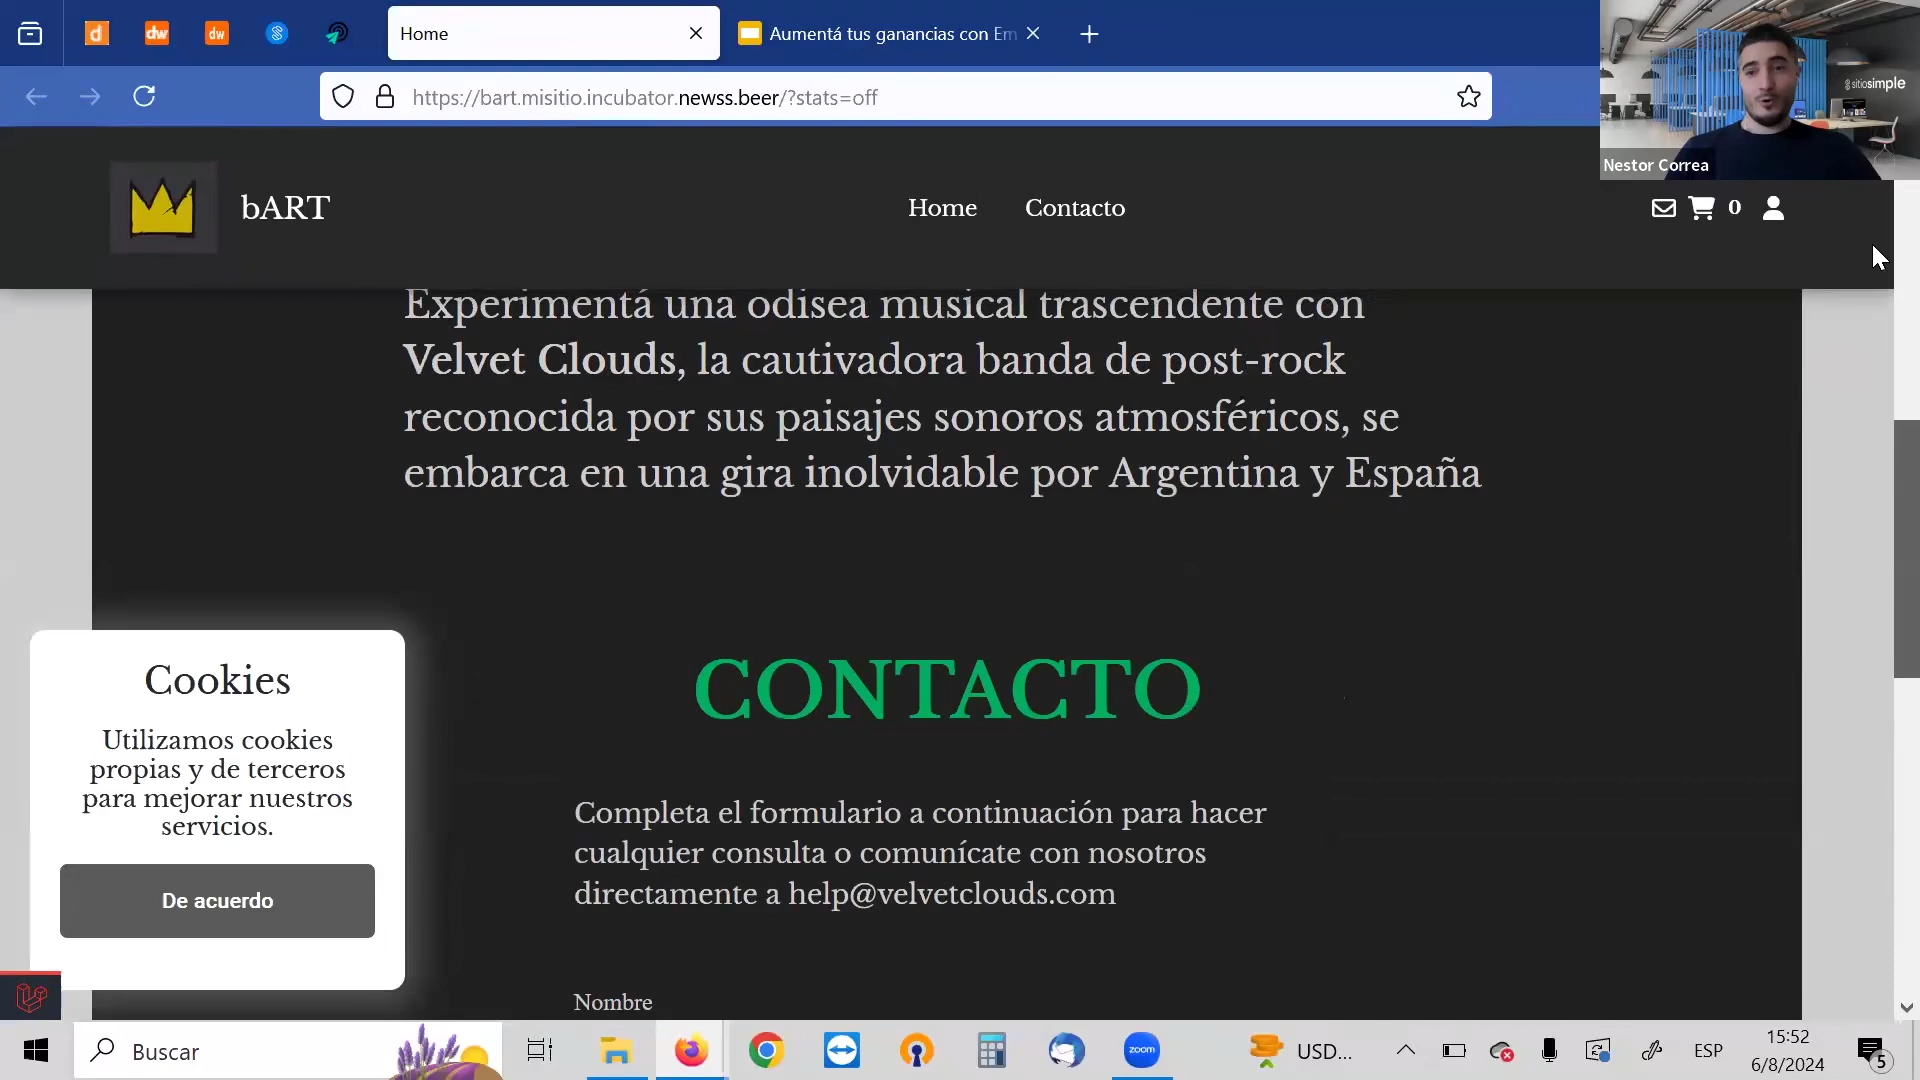 Home
Aumentá tus ganancias con Em
https://bart.misitio.incubator.newss.beer/?stats=off
sitiosimple
Nestor Correa
bART
Home
Contacto
0
Experimentá una odisea musical trascendente con
Velvet Clouds, la cautivadora banda de post-rock
reconocida por sus paisajes sonoros atmosféricos, se
embarca en una gira inolvidable por Argentina y España
CONTACTO
Completa el formulario a continuación para hacer
cualquier consulta o comunícate con nosotros
directamente a help@velvetclouds.com
Nombre
Cookies
Utilizamos cookies
propias y de terceros
para mejorar nuestros
servicios.
De acuerdo
Buscar
zoom
USD...
ESP
15:52
6/8/2024
5